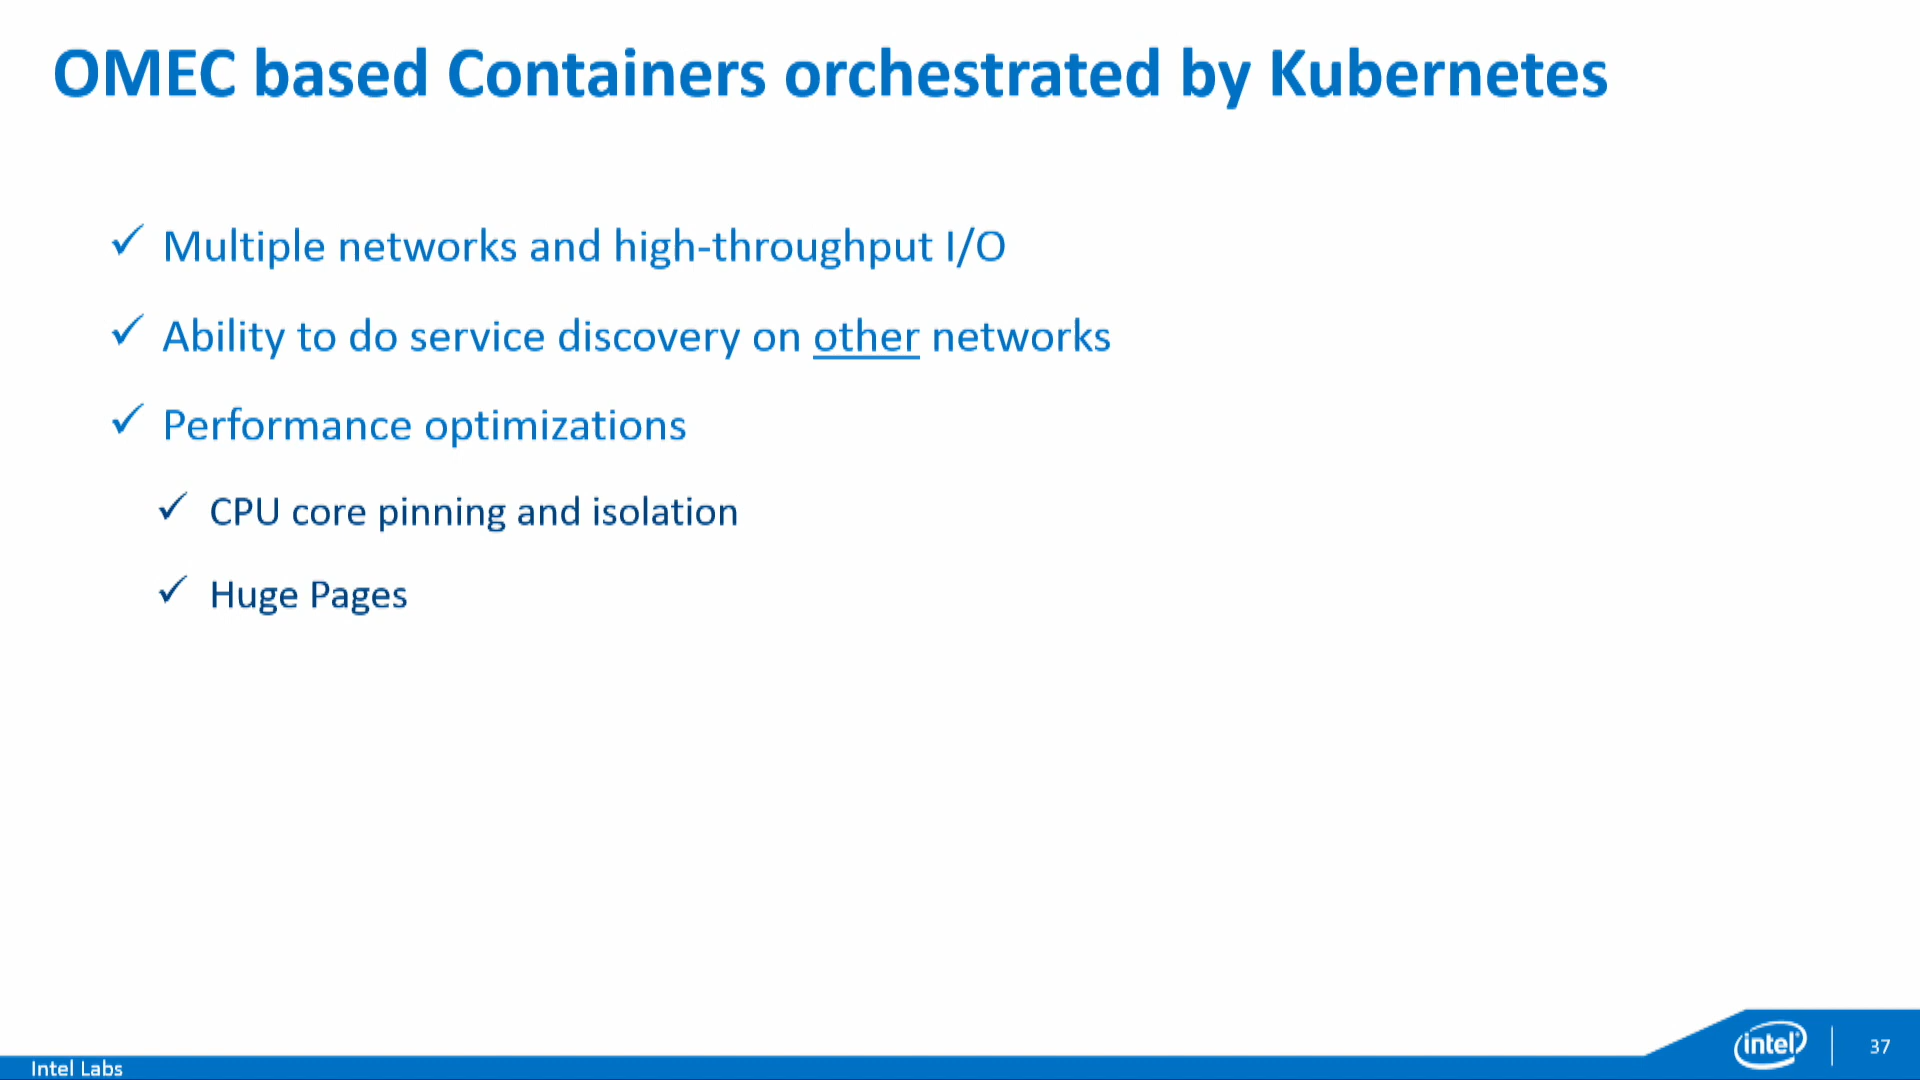 OMEC based Containers orchestrated by Kubernetes
✓ Multiple networks and high-throughput I/O
✓ Ability to do service discovery on other networks
✓ Performance optimizations
✓ CPU core pinning and isolation
✓ Huge Pages
Intel Labs
intel
37